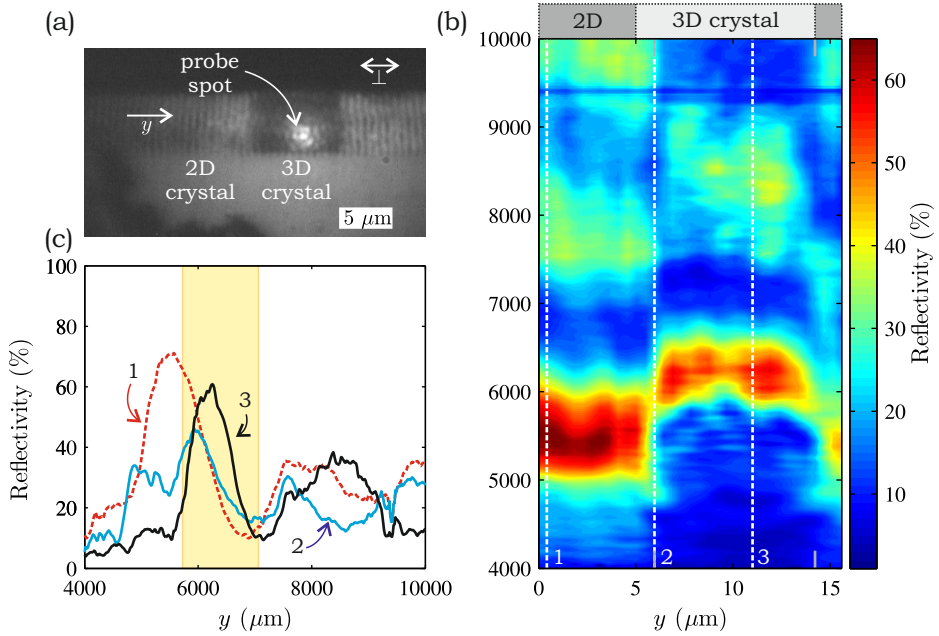 (a)
probe
spot
⊥
y
2D
crystal
3D
crystal
5 μm
(b)
2D
3D crystal
10000
9000
8000
7000
6000
5000
4000
0
5
10
15
1
2
3
y (μm)
60
50
40
30
20
10
Reflectivity (%)
(c)
100
80
60
40
20
0
4000
6000
8000
10000
1
3
2
Reflectivity (%)
y (μm)